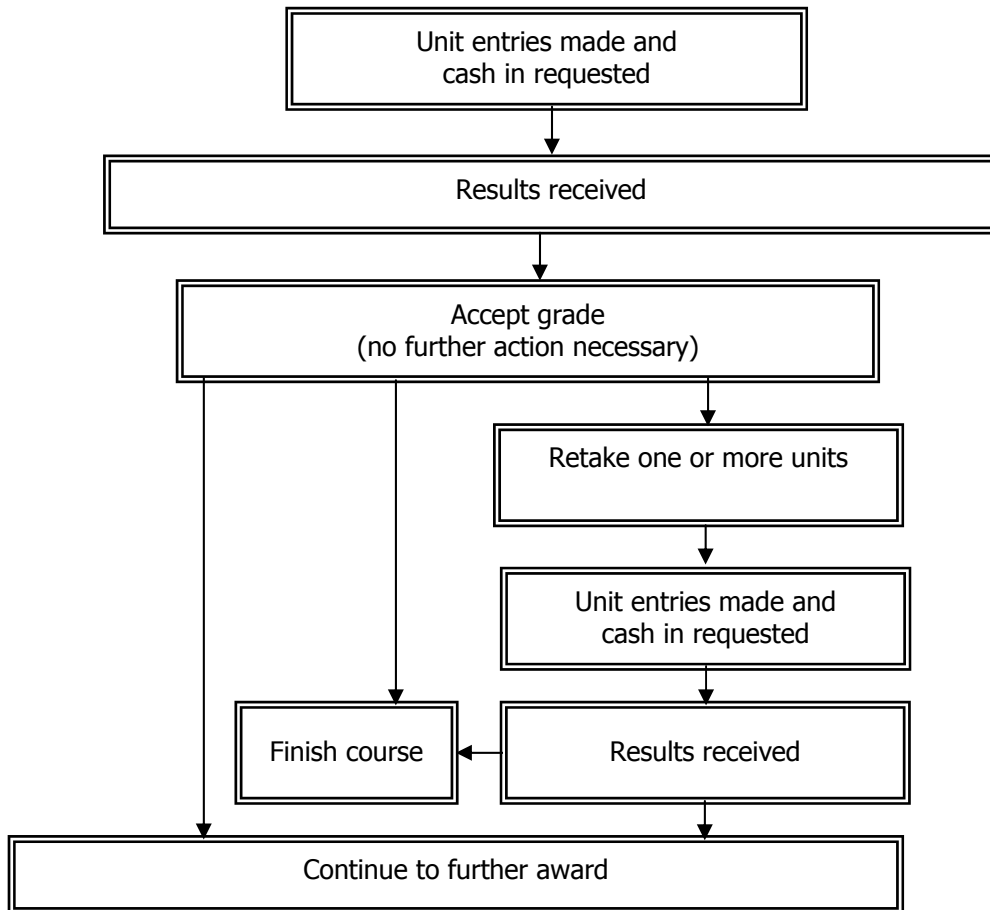 Unit entries made and
cash in requested
Results received
Accept grade
(no further action necessary)
Retake one or more units
Unit entries made and
cash in requested
Finish course
Results received
Continue to further award